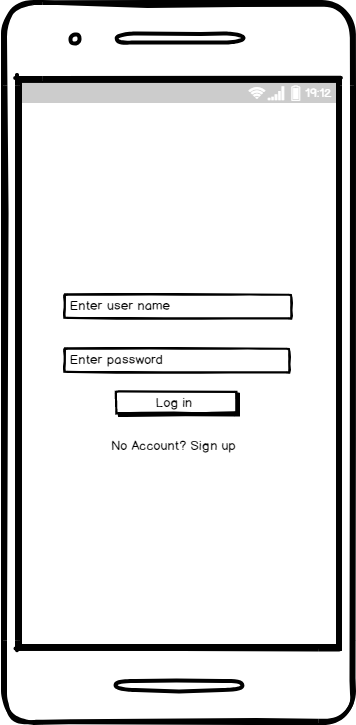 19:12
Enter user name
Enter password
Log in
No Account? Sign up